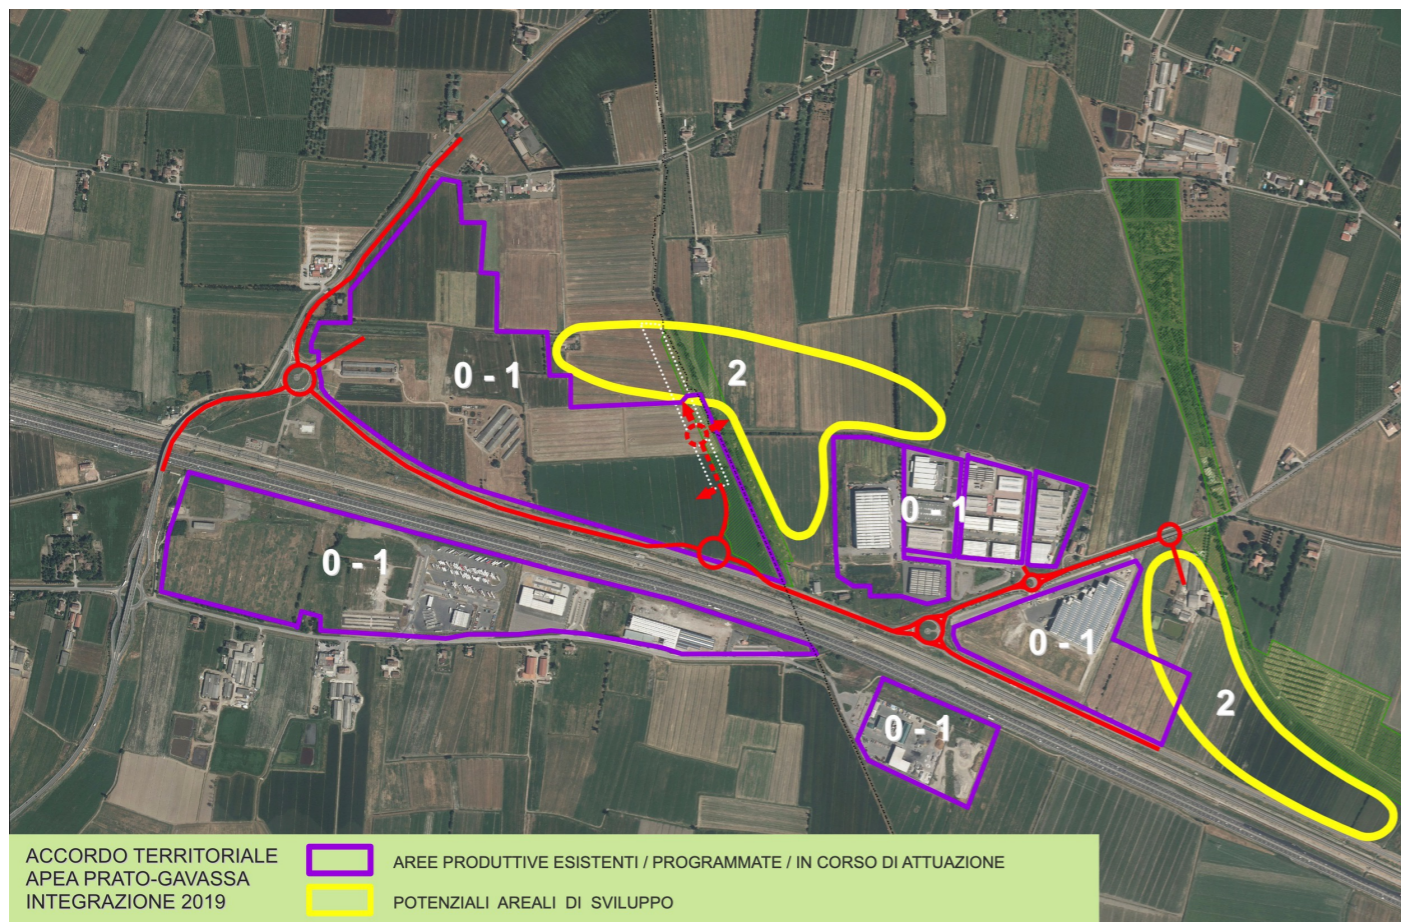 0 - 1
2
0 - 1
0 - 1
0 - 1
2
0 - 1
ACCORDO TERRITORIALE
APEA PRATO-GAVASSA
INTEGRAZIONE 2019
AREE PRODUTTIVE ESISTENTI / PROGRAMMATE / IN CORSO DI ATTUAZIONE
POTENZIALI AREALI DI SVILUPPO